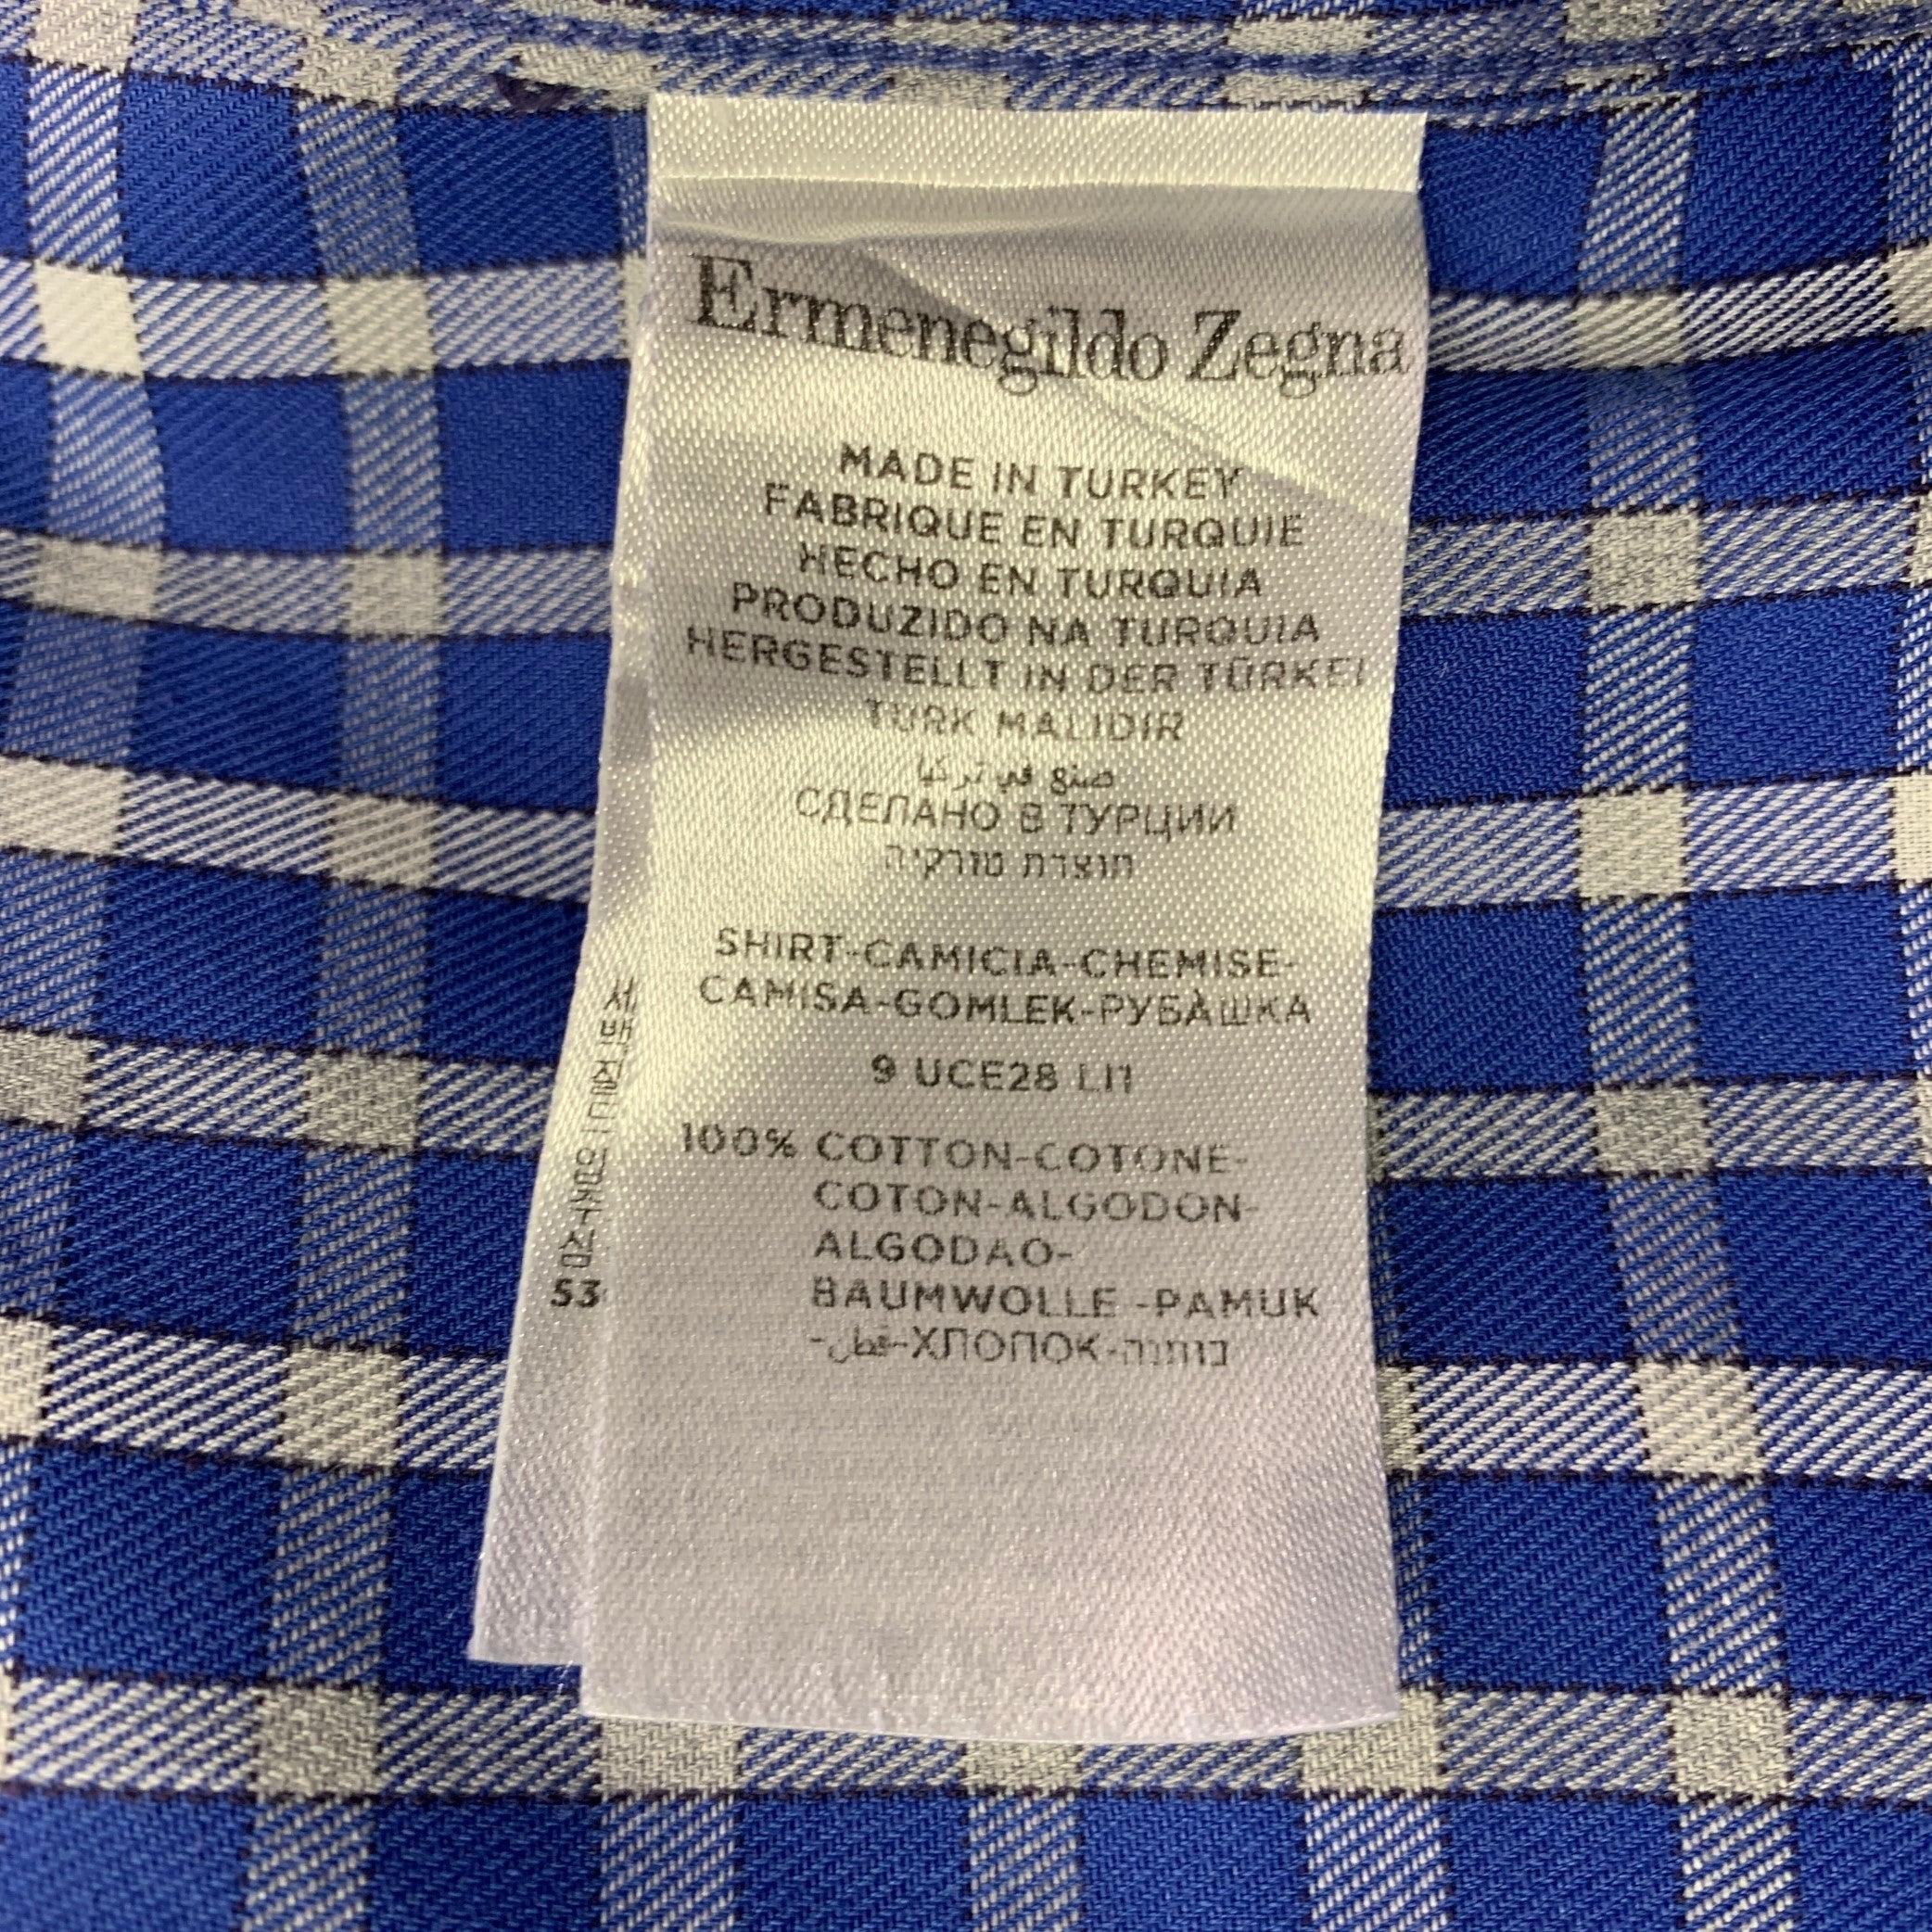 Ermenegildo Zegna
MADE IN TURKEY
FABRIQUE EN TURQUIE
HECHO EN TURQUIA
PRODUZIDO NA TURQUIA
HERGESTELLT IN DER TÜRKEI
TURK MALIDIR
صنع في تركيا
СДЕЛАНО В ТУРЦИИ
תוצרת טורקיה
SHIRT-CAMICIA-CHEMISE-
CAMISA-GOMLEK-РУБÀШКА
9 UCE28 LI1
100% COTTON-COTONE-
COTON-ALGODON-
ALGODAO-
BAUMWOLLE -PAMUK
-قطن-ХЛОПОК-כותנה
53